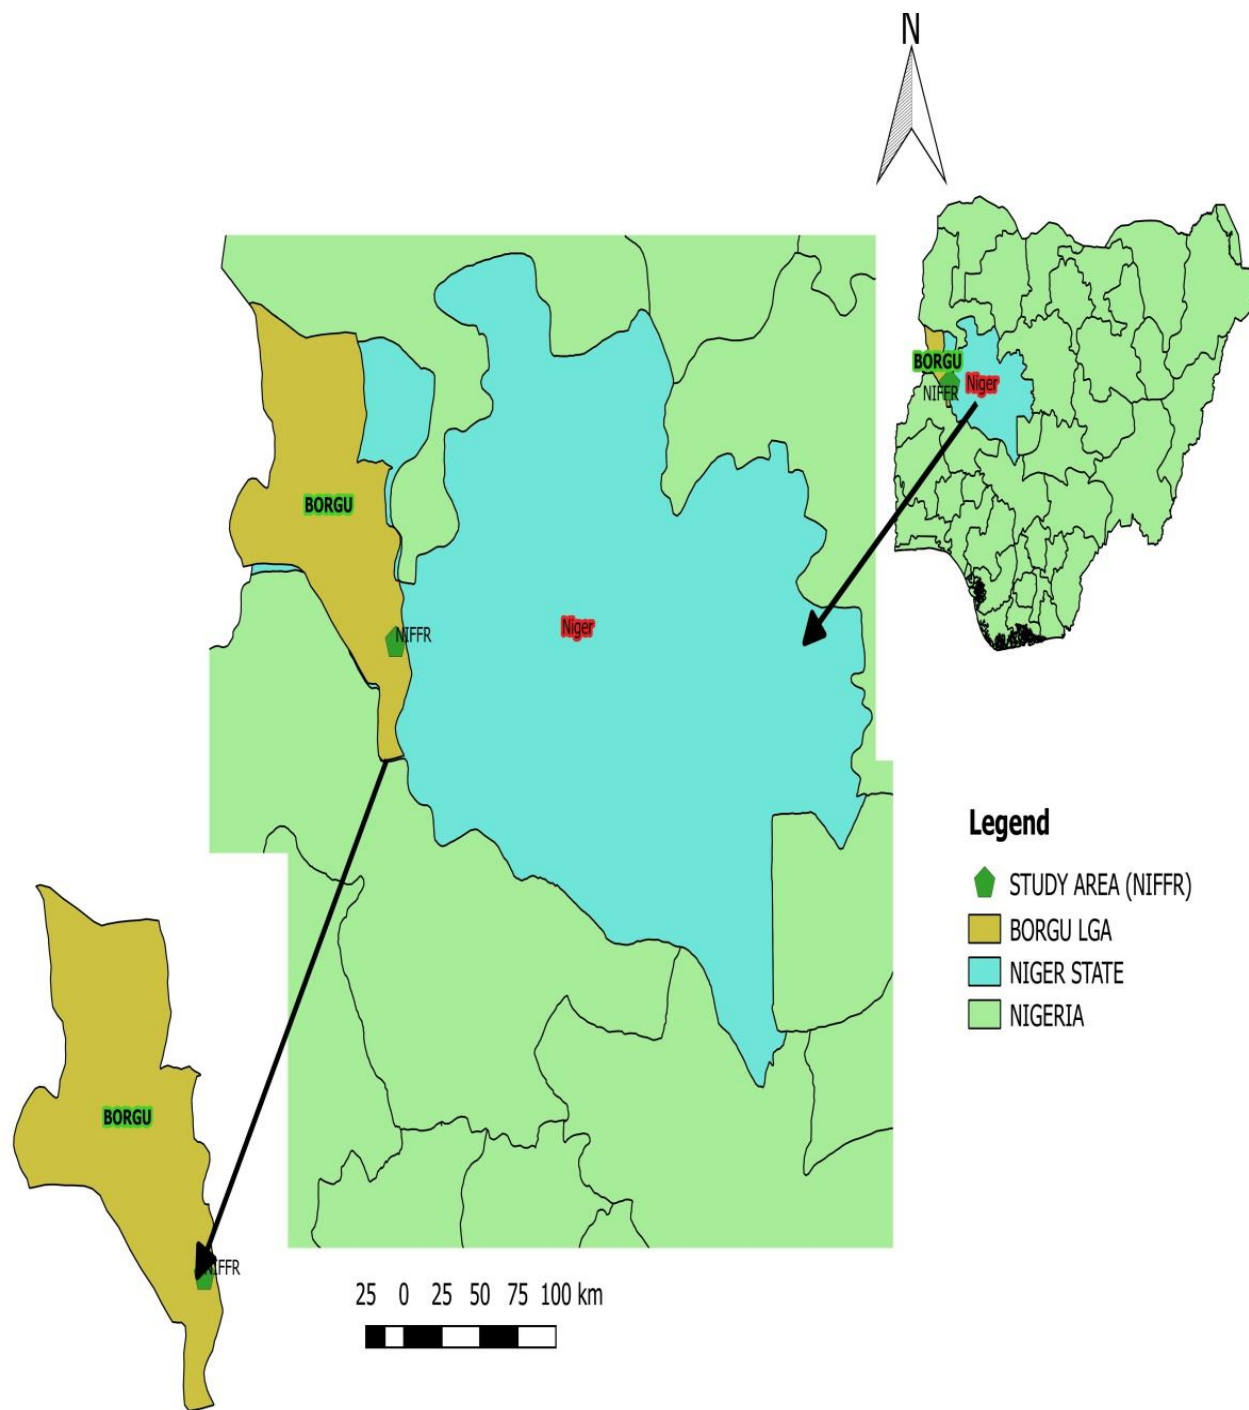 N
BORGU
NIFFR
Niger
BORGU
NIFFR
Niger
Legend
STUDY AREA (NIFFR)
BORGU LGA
NIGER STATE
NIGERIA
BORGU
NIFFR
25 0 25 50 75 100 km